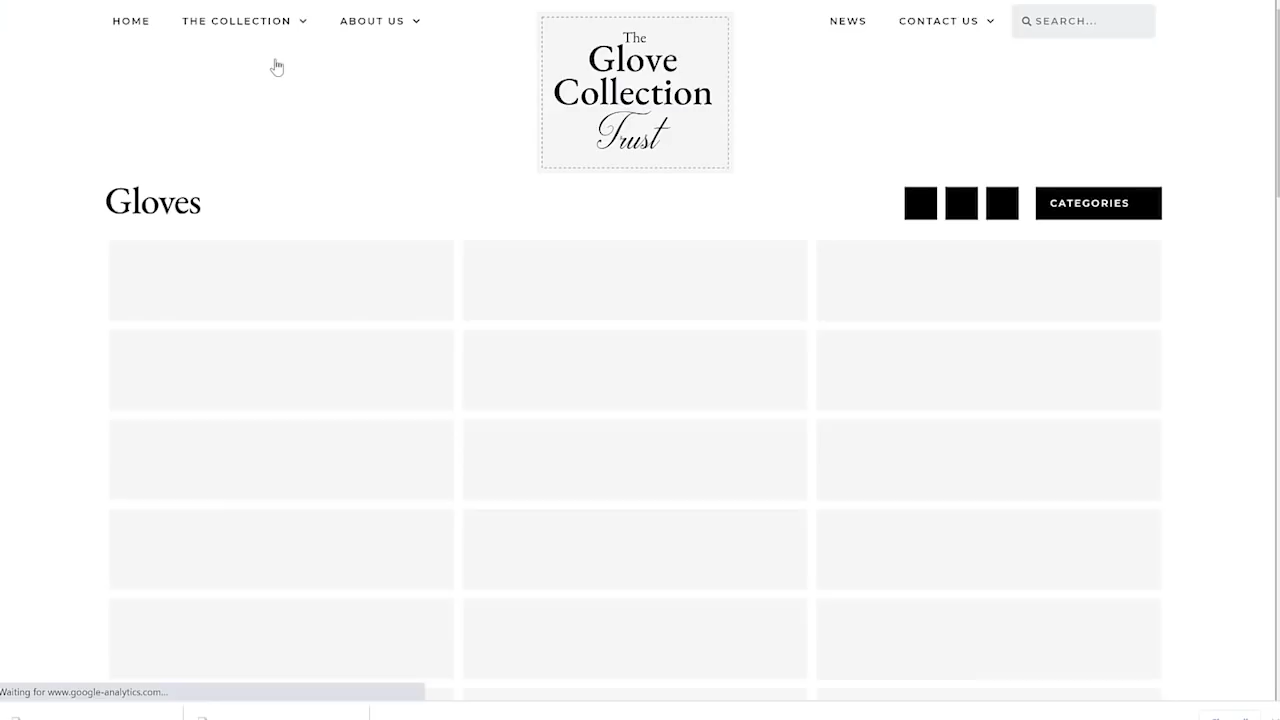 HOME
THE COLLECTION
ABOUT US
The
Glove
Collection
Trust
NEWS
CONTACT US
SEARCH...
Gloves
CATEGORIES
Waiting for www.google-analytics.com...